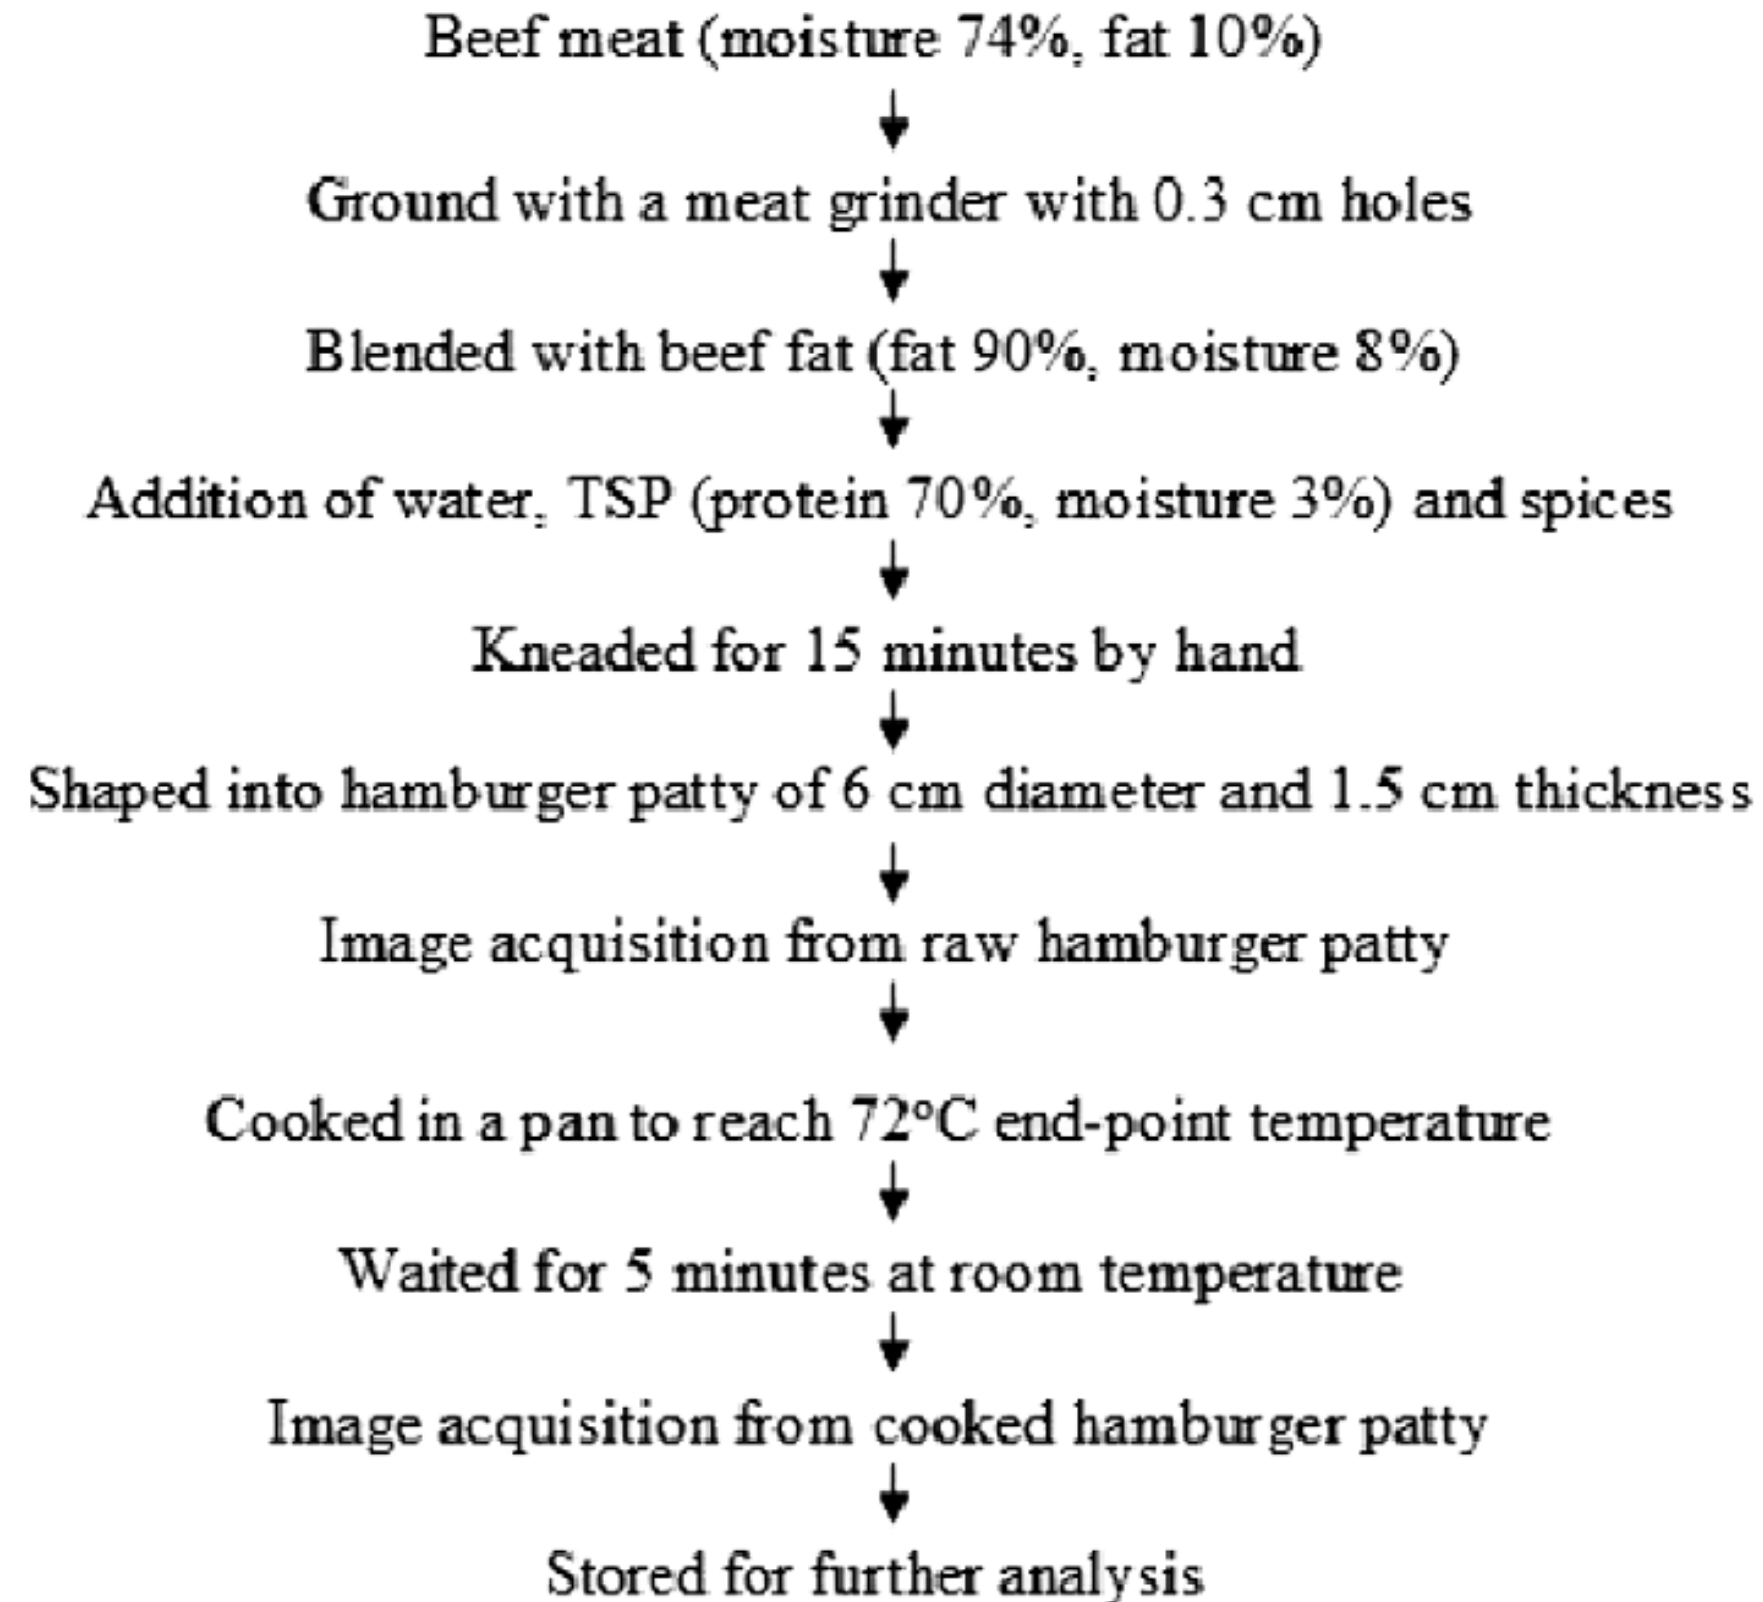 Beef meat (moisture 74%, fat 10%)
Ground with a meat grinder with 0.3 cm holes
Blended with beef fat (fat 90%, moisture 8%)
Addition of water, TSP (protein 70%, moisture 3%) and spices
Kneaded for 15 minutes by hand
Shaped into hamburger patty of 6 cm diameter and 1.5 cm thickness
Image acquisition from raw hamburger patty
Cooked in a pan to reach 72°C end-point temperature
Waited for 5 minutes at room temperature
Image acquisition from cooked hamburger patty
Stored for further analysis